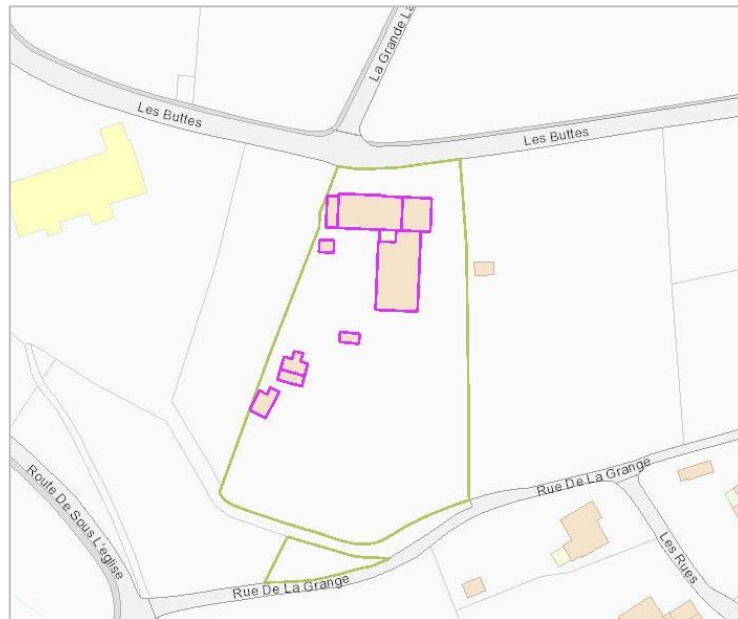 La Grande La
Les Buttes
Les Buttes
Rue De La Grange
Route De Sous L'eglise
Les Rues
Rue De La Grange